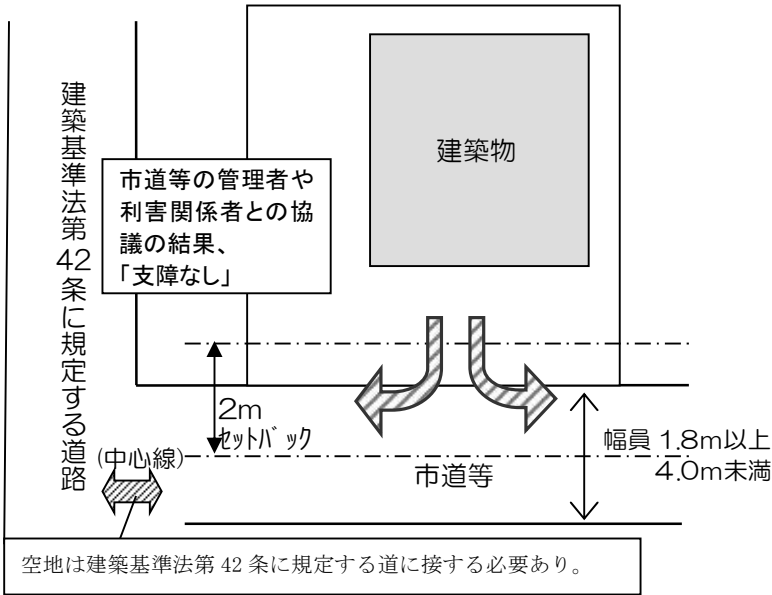 建築基準法第42条に規定する道路
建築物
市道等の管理者や
利害関係者との協
議の結果、
「支障なし」
2m
ｾｯﾄﾊﾞｯｸ
(中心線)
市道等
幅員 1.8m以上
4.0m未満
空地は建築基準法第 42 条に規定する道に接する必要あり。